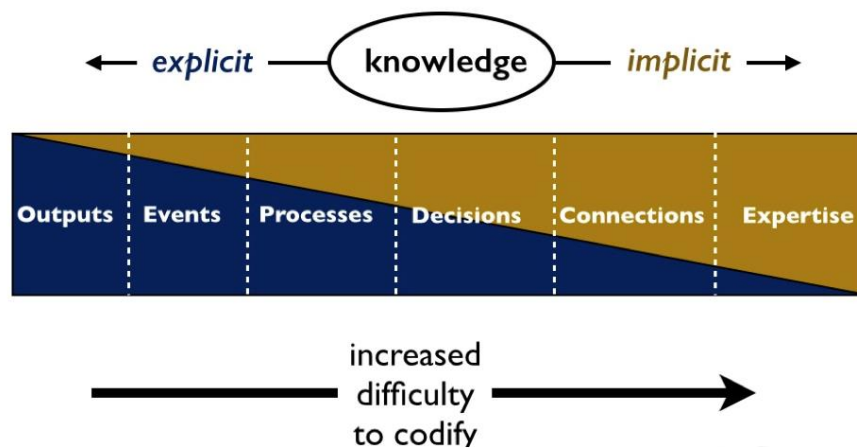 explicit knowledge implicit
Outputs Events Processes Decisions Connections Expertise
increased
difficulty
to codify